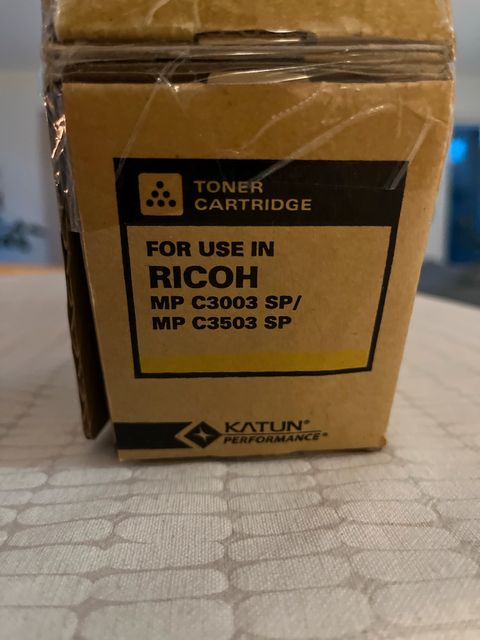 TONER
CARTRIDGE
FOR USE IN
RICOH
MP C3003 SP/
MP C3503 SP
KATUN®
PERFORMANCE®